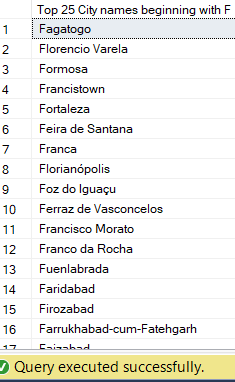 Top 25 City names beginning with F
1 Fagatogo
2 Florencio Varela
3 Formosa
4 Francistown
5 Fortaleza
6 Feira de Santana
7 Franca
8 Florianópolis
9 Foz do Iguaçu
10 Ferraz de Vasconcelos
11 Francisco Morato
12 Franco da Rocha
13 Fuenlabrada
14 Faridabad
15 Firozabad
16 Farrukhabad-cum-Fatehgarh
17 Faizabad
Query executed successfully.